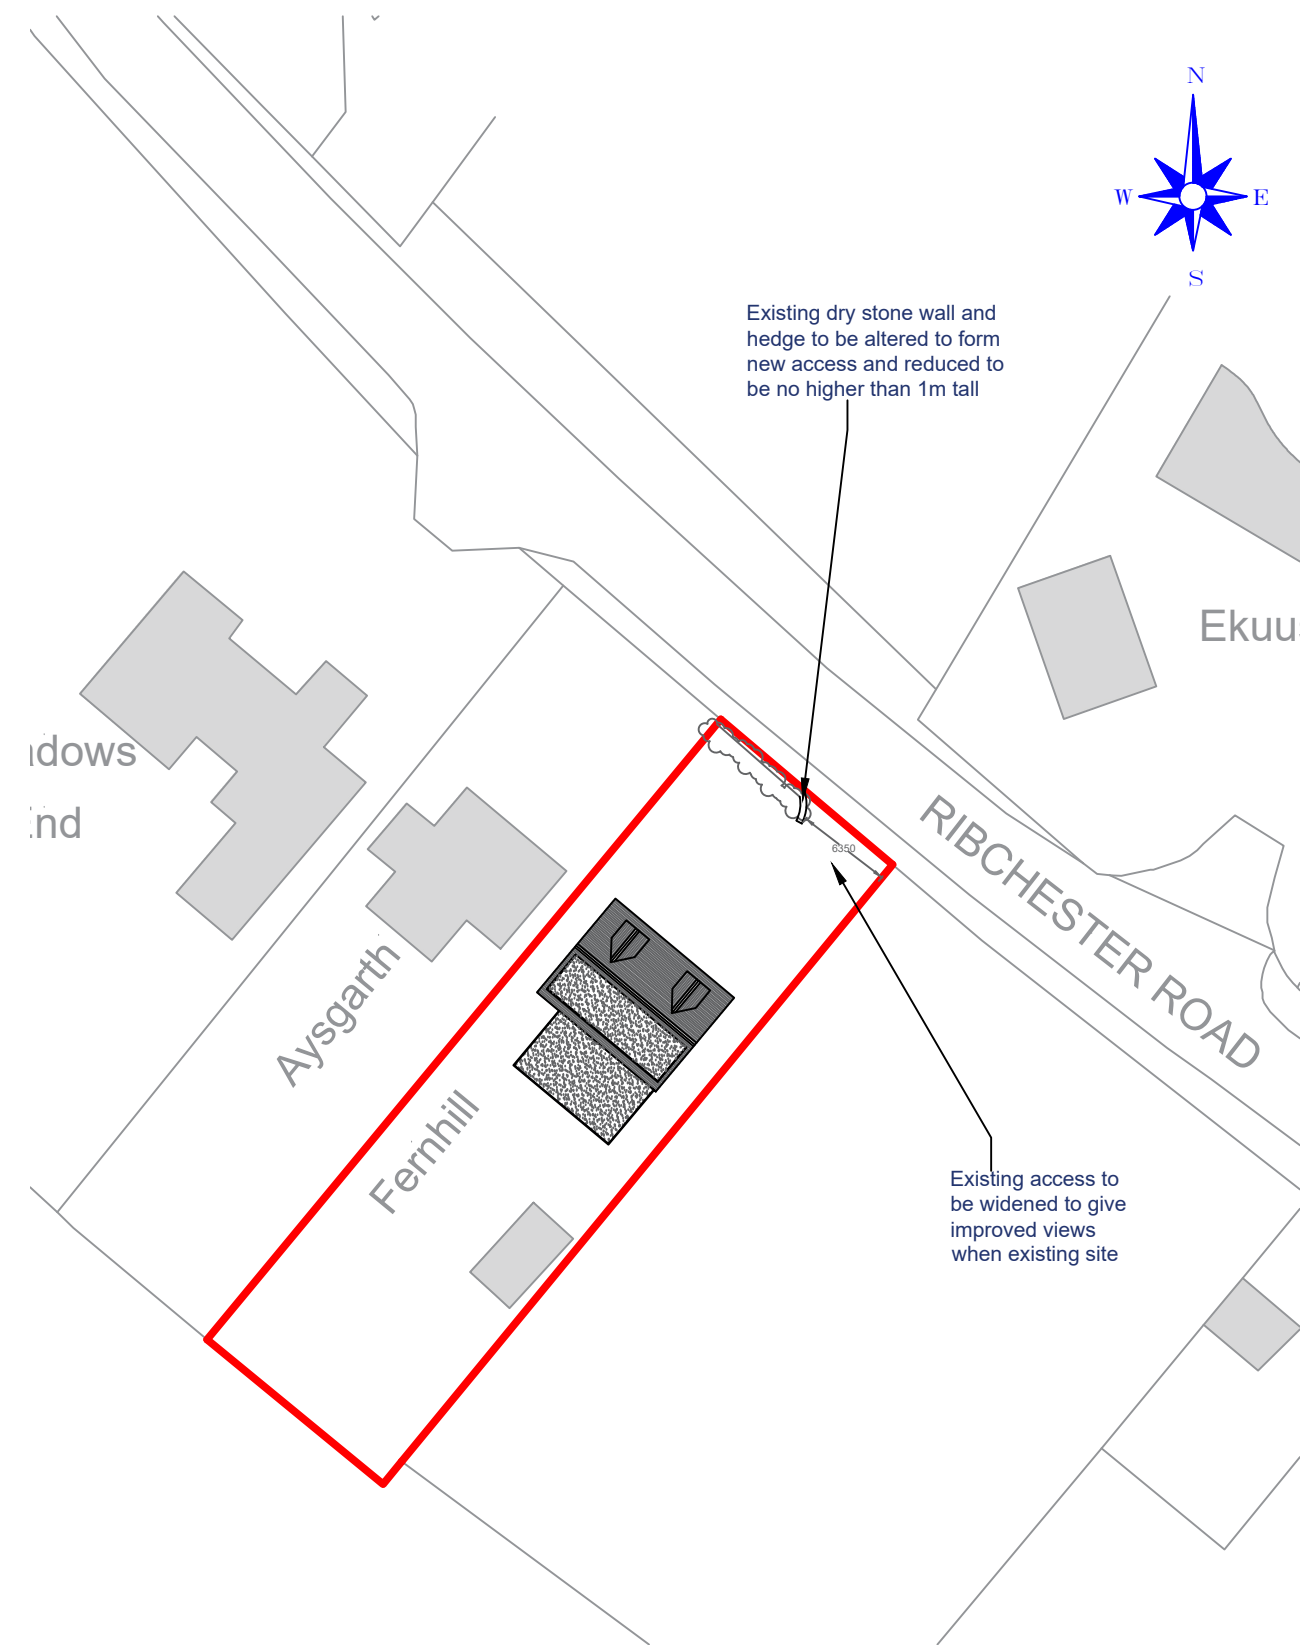 N
W
E
S
Existing dry stone wall and
hedge to be altered to form
new access and reduced to
be no higher than 1m tall
Ekuu
adows
End
6350
RIBCHESTER ROAD
Aysgarth
Fernhill
Existing access to
be widened to give
improved views
when existing site